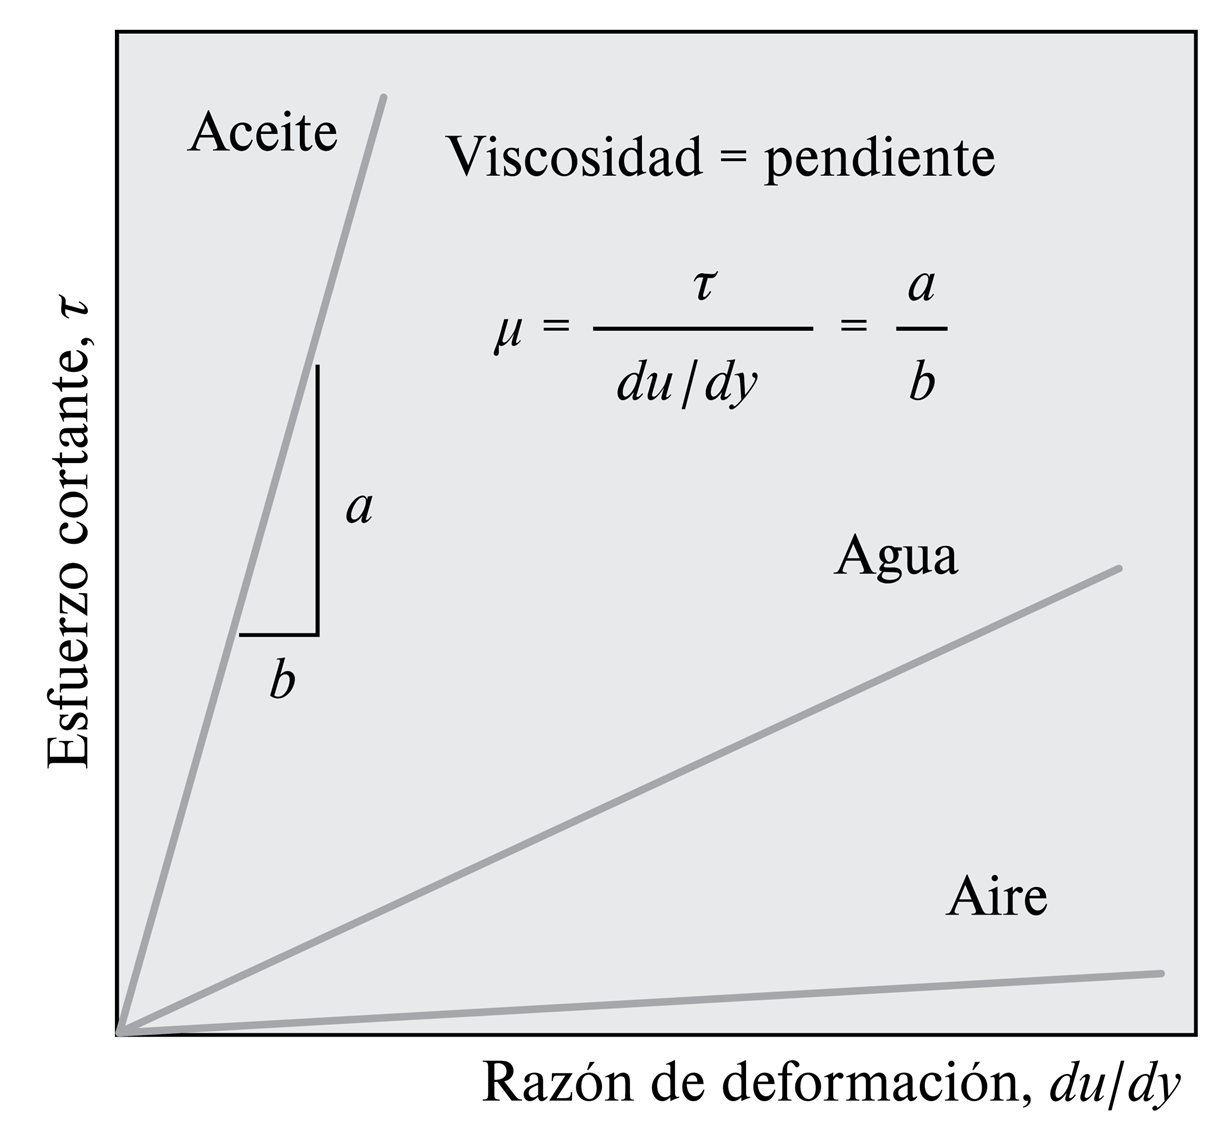 Aceite
Viscosidad = pendiente
μ = τ / du/dy = a / b
a
b
Agua
Aire
Esfuerzo cortante, τ
Razón de deformación, du/dy